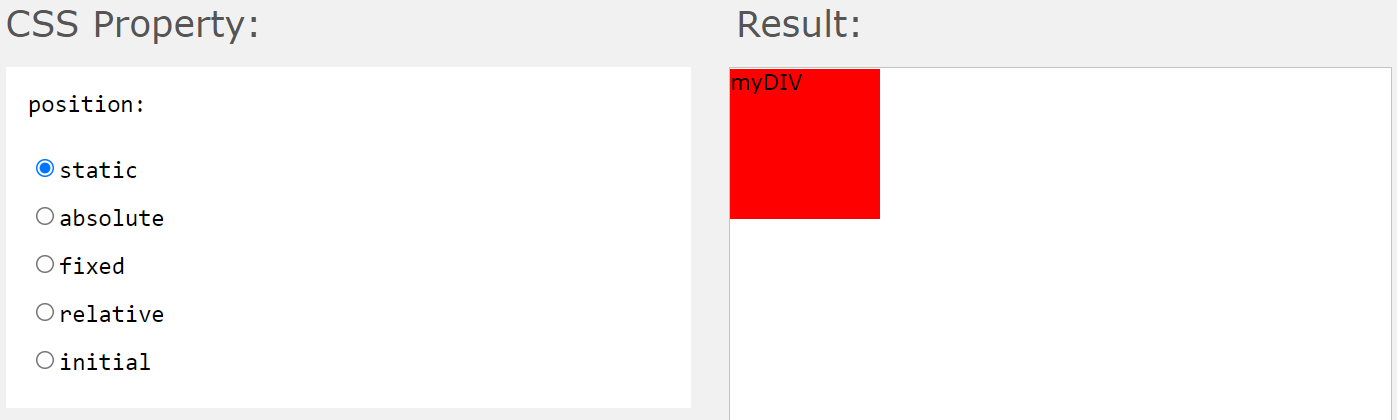 CSS Property:
position:
static
absolute
fixed
relative
initial
Result:
myDIV